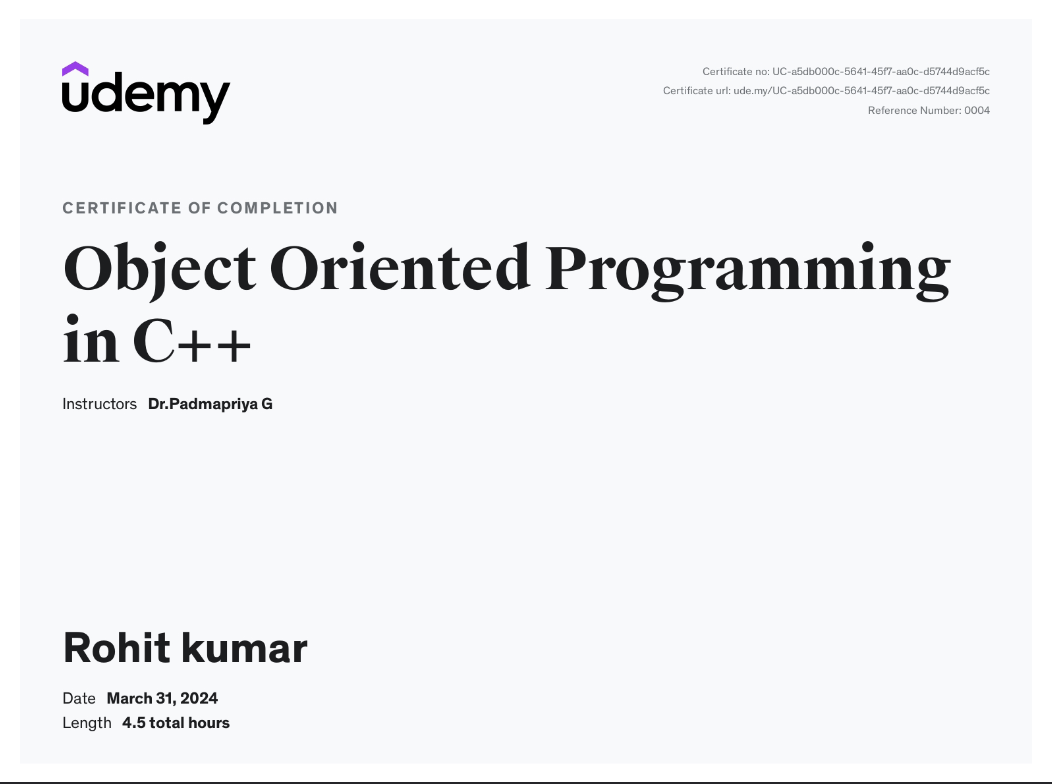 udemy
Certificate no: UC-a5db000c-5641-45f7-aa0c-d5744d9acf5c
Certificate url: ude.my/UC-a5db000c-5641-45f7-aa0c-d5744d9acf5c
Reference Number: 0004
CERTIFICATE OF COMPLETION
Object Oriented Programming
in C++
Instructors Dr.Padmapriya G
Rohit kumar
Date March 31, 2024
Length 4.5 total hours